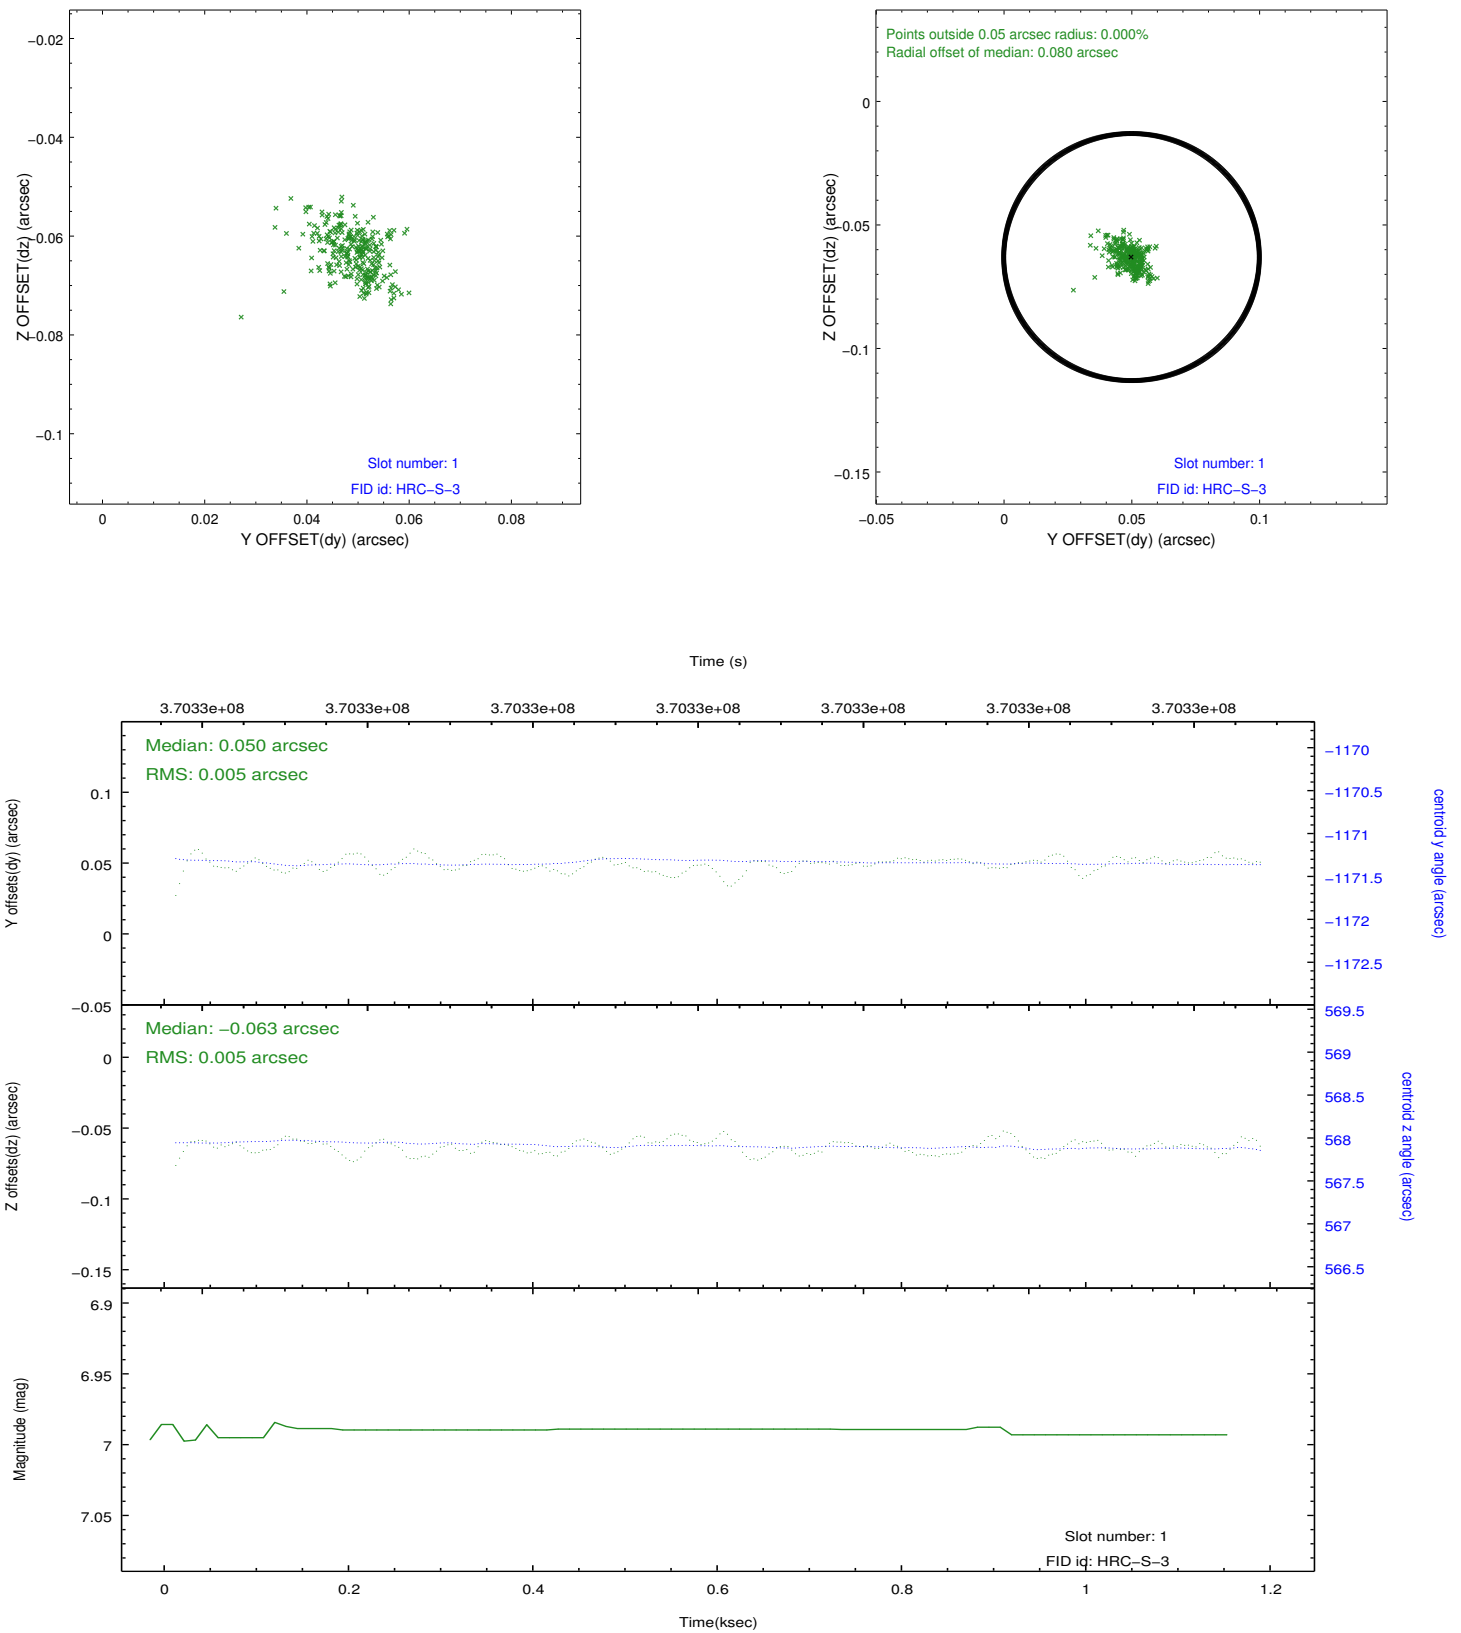 −0.02
−0.04
−0.06
−0.08
−0.1
Z OFFSET(dz) (arcsec)
Slot number: 1
FID id: HRC−S−3
0 0.02 0.04 0.06 0.08
Y OFFSET(dy) (arcsec)
Points outside 0.05 arcsec radius: 0.000%
Radial offset of median: 0.080 arcsec
0
−0.05
−0.1
−0.15
Z OFFSET(dz) (arcsec)
Slot number: 1
FID id: HRC−S−3
−0.05 0 0.05 0.1
Y OFFSET(dy) (arcsec)
Time (s)
3.7033e+08 3.7033e+08 3.7033e+08 3.7033e+08 3.7033e+08 3.7033e+08 3.7033e+08
Median: 0.050 arcsec
RMS: 0.005 arcsec
0.1
0.05
0
−0.05
Y offsets(dy) (arcsec)
−1170
−1170.5
−1171
−1171.5
−1172
−1172.5
centroid y angle (arcsec)
Median: −0.063 arcsec
RMS: 0.005 arcsec
0
−0.05
−0.1
−0.15
Z offsets(dz) (arcsec)
569.5
569
568.5
568
567.5
567
566.5
centroid z angle (arcsec)
6.9
6.95
7
7.05
Magnitude (mag)
Slot number: 1
FID id: HRC−S−3
0 0.2 0.4 0.6 0.8 1 1.2
Time(ksec)